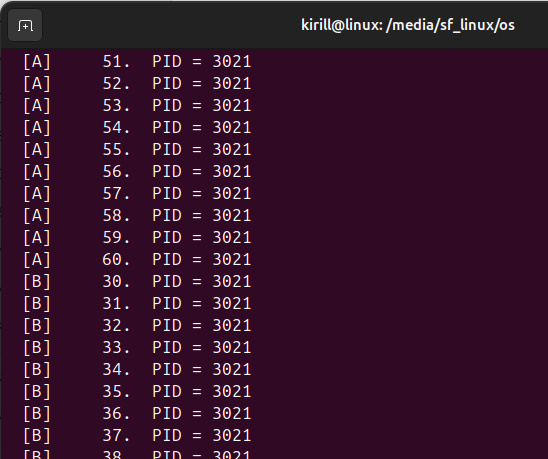 kirill@linux: /media/sf_linux/os
[A] 51. PID = 3021
[A] 52. PID = 3021
[A] 53. PID = 3021
[A] 54. PID = 3021
[A] 55. PID = 3021
[A] 56. PID = 3021
[A] 57. PID = 3021
[A] 58. PID = 3021
[A] 59. PID = 3021
[A] 60. PID = 3021
[B] 30. PID = 3021
[B] 31. PID = 3021
[B] 32. PID = 3021
[B] 33. PID = 3021
[B] 34. PID = 3021
[B] 35. PID = 3021
[B] 36. PID = 3021
[B] 37. PID = 3021
[B] 38. PID = 3021